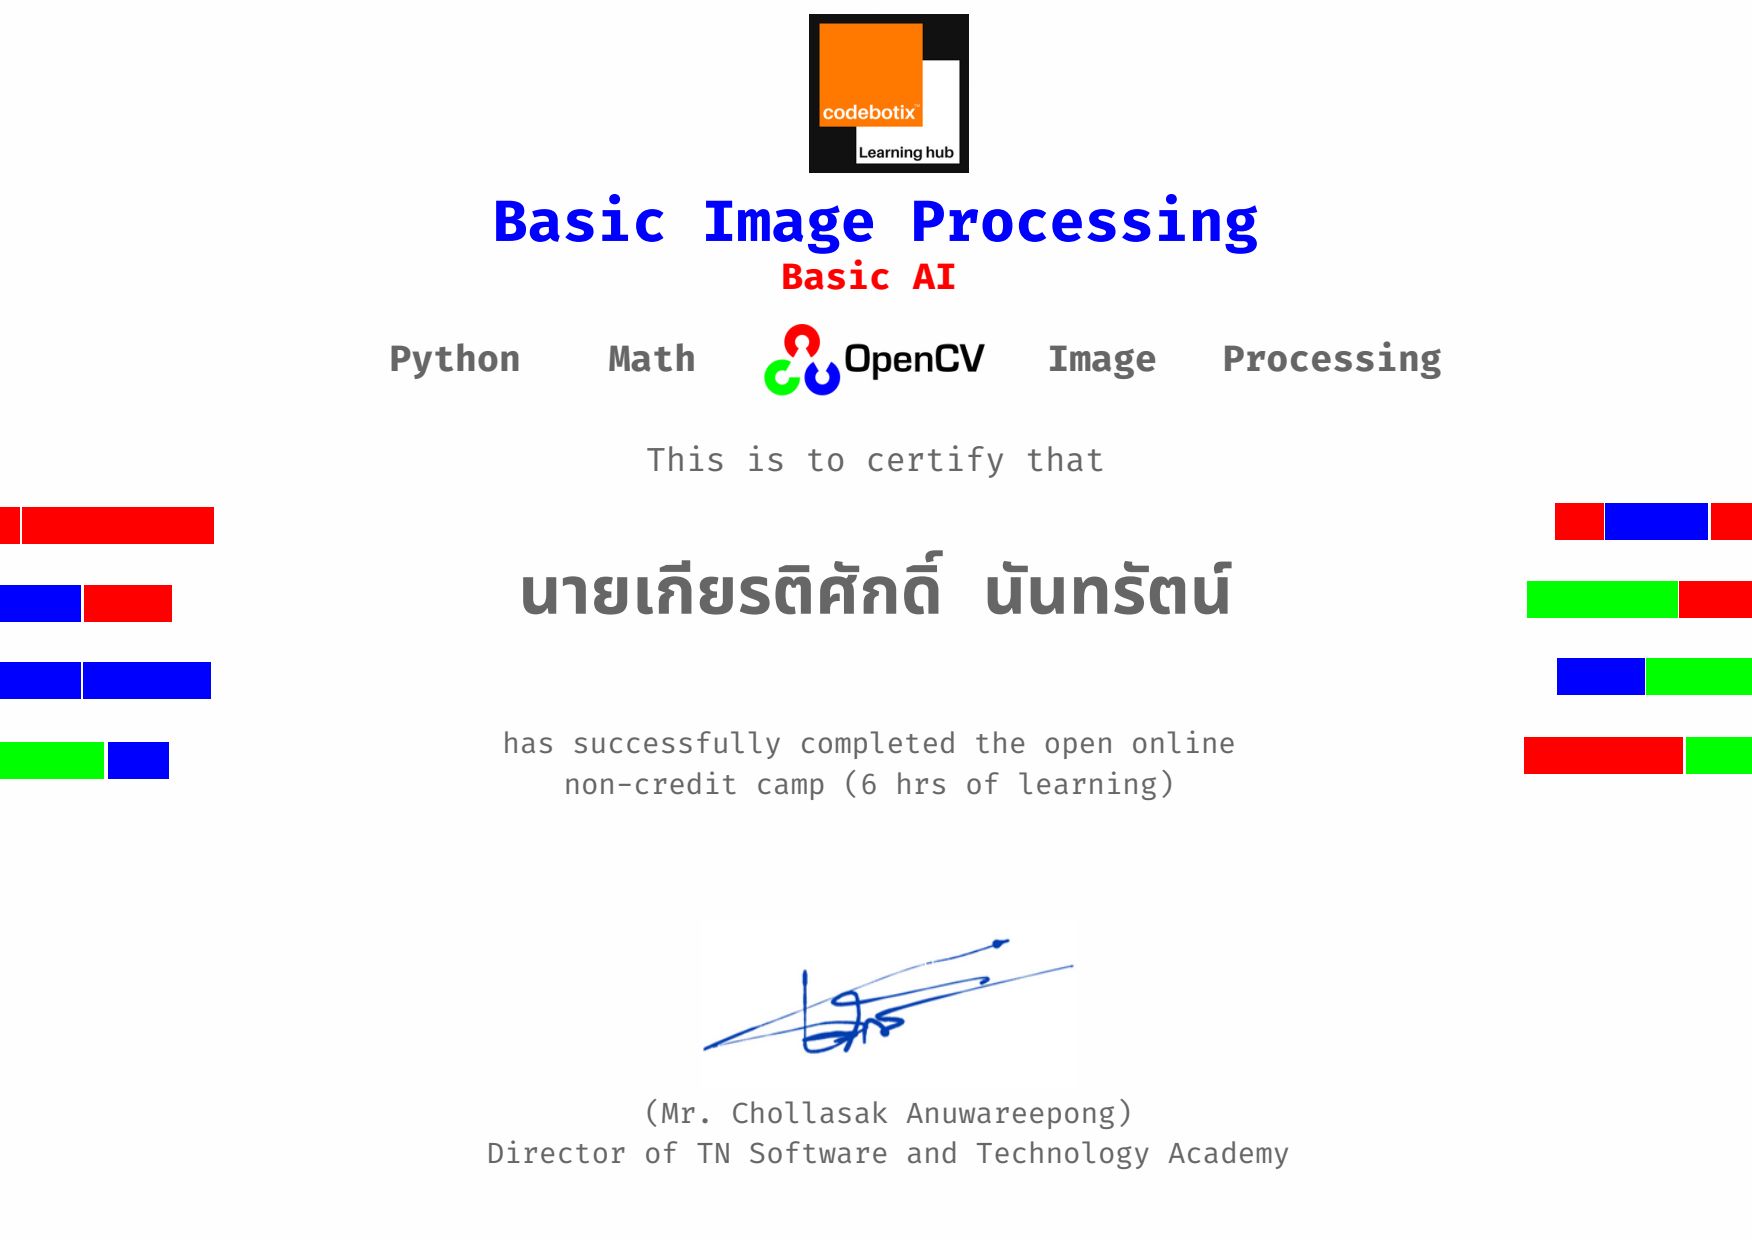 codebotix™
Learning hub
Basic Image Processing
Basic AI
Python Math OpenCV Image Processing
This is to certify that
นายเกียรติศักดิ์ นันทรัตน์
has successfully completed the open online
non-credit camp (6 hrs of learning)
(Mr. Chollasak Anuwareepong)
Director of TN Software and Technology Academy